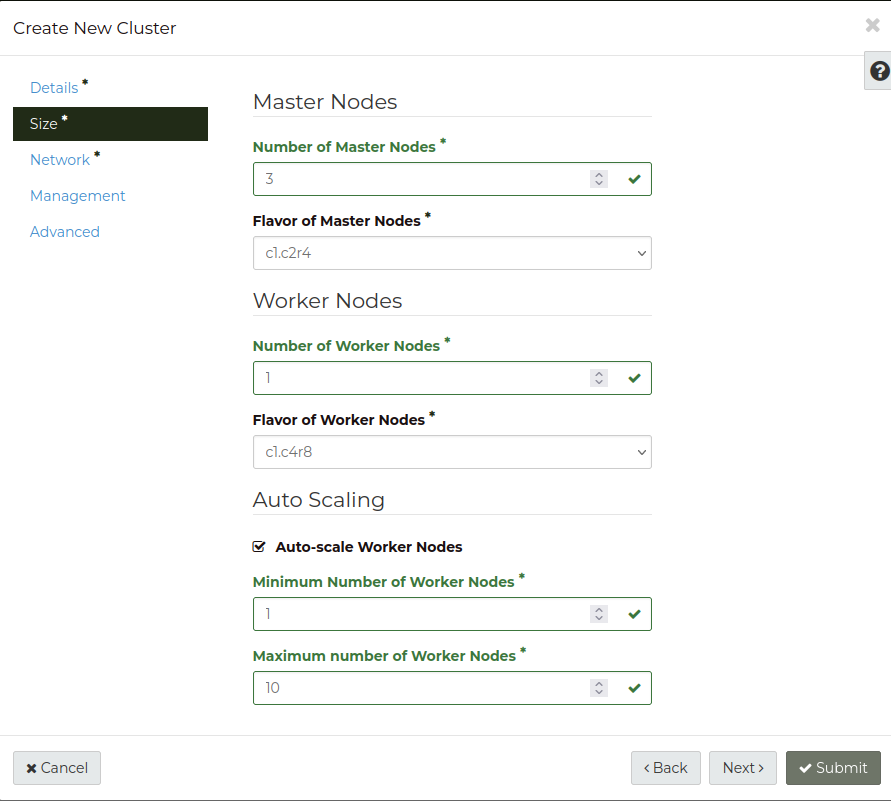 Create New Cluster
Details *
Size *
Network *
Management
Advanced
Master Nodes
Number of Master Nodes *
3
Flavor of Master Nodes *
c1.c2r4
Worker Nodes
Number of Worker Nodes *
1
Flavor of Worker Nodes *
c1.c4r8
Auto Scaling
Auto-scale Worker Nodes
Minimum Number of Worker Nodes *
1
Maximum number of Worker Nodes *
10
Cancel
Back
Next
Submit